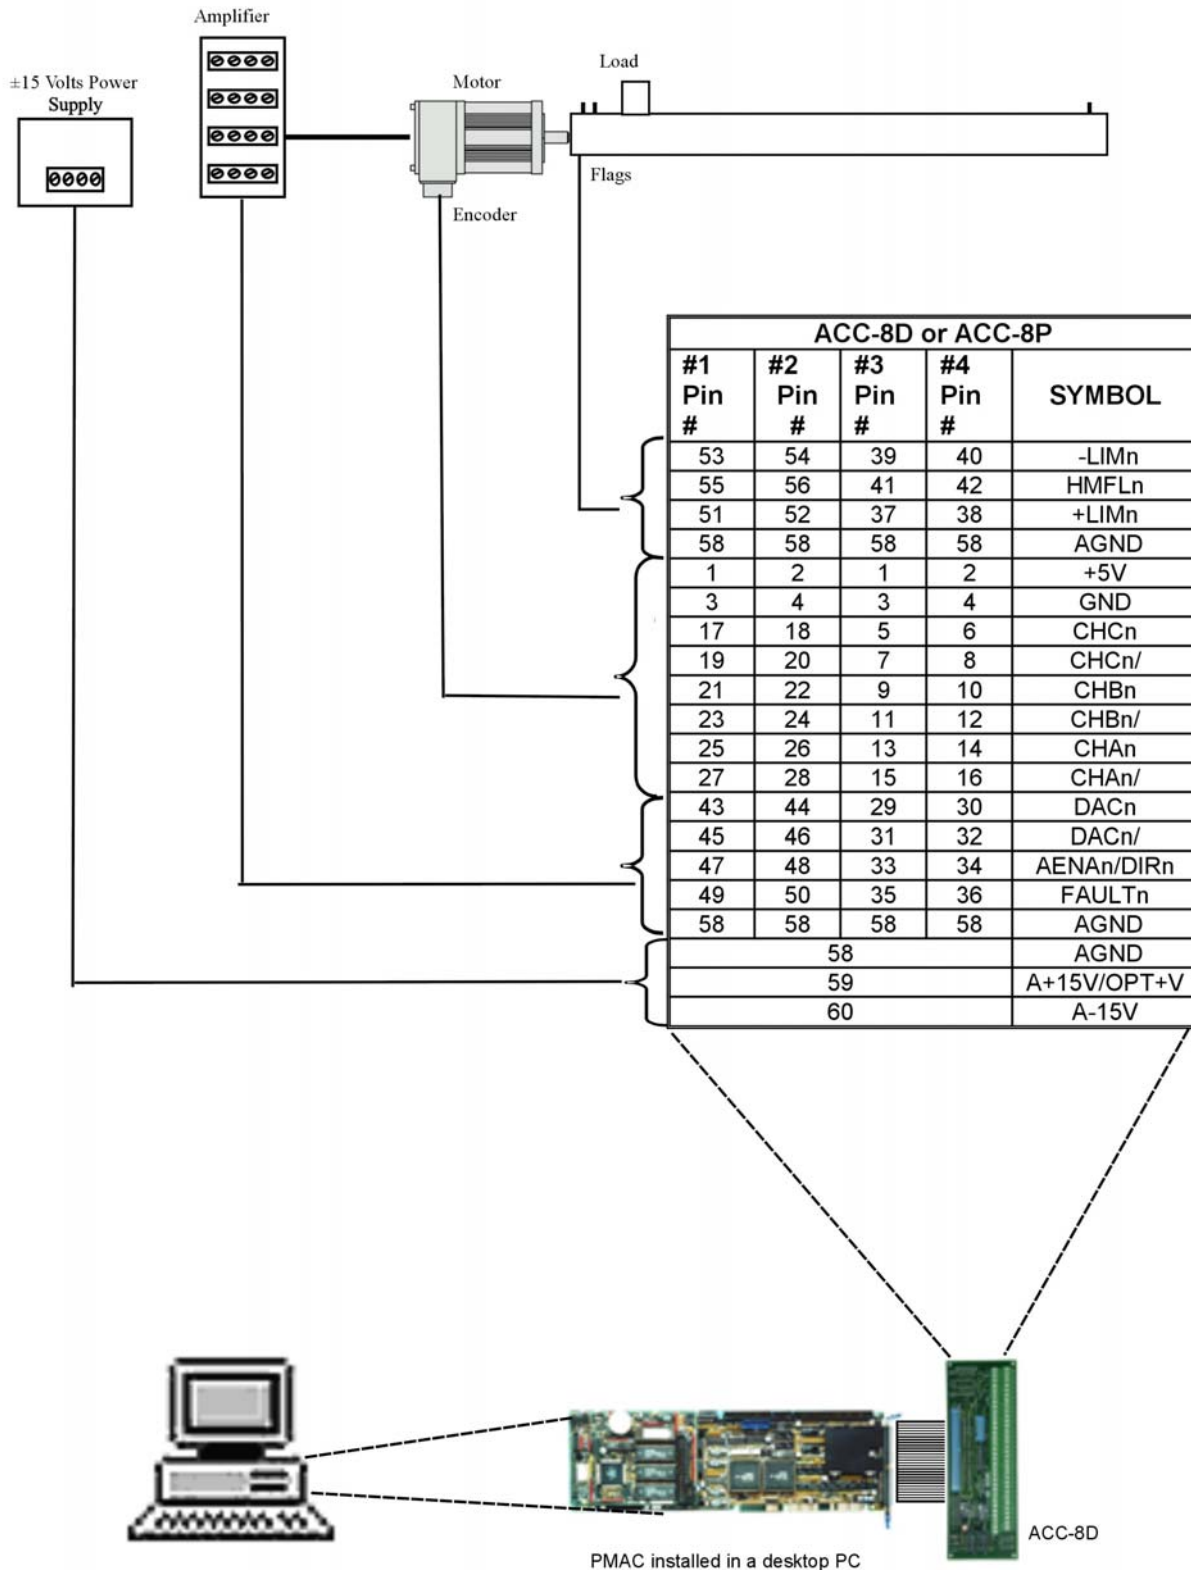 Amplifier
±15 Volts Power
Supply
Motor
Load
Flags
Encoder
ACC-8D or ACC-8P
#1 Pin # #2 Pin # #3 Pin # #4 Pin # SYMBOL
53 54 39 40 -LIMn
55 56 41 42 HMFLn
51 52 37 38 +LIMn
58 58 58 58 AGND
1 2 1 2 +5V
3 4 3 4 GND
17 18 5 6 CHCn
19 20 7 8 CHCn/
21 22 9 10 CHBn
23 24 11 12 CHBn/
25 26 13 14 CHAn
27 28 15 16 CHAn/
43 44 29 30 DACn
45 46 31 32 DACn/
47 48 33 34 AENAn/DIRn
49 50 35 36 FAULTn
58 58 58 58 AGND
58 AGND
59 A+15V/OPT+V
60 A-15V
ACC-8D
PMAC installed in a desktop PC